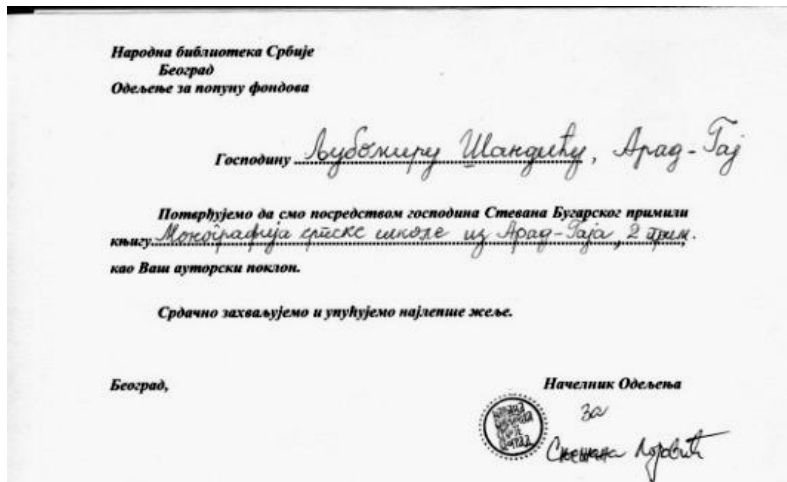 Народна библиотека Србије
Београд
Одељење за попуну фондова
Господину Љубомиру Шандићу, Арад-Гај
Потврђујемо да смо посредством господина Стевана Бугарског примили
књигу Монографија српске школе из Арад-Гаја, 2 прим.
као Ваш ауторски поклон.
Срдачно захваљујемо и упућујемо најлепше жеље.
Београд,
Начелник Одељења
за
Снежана